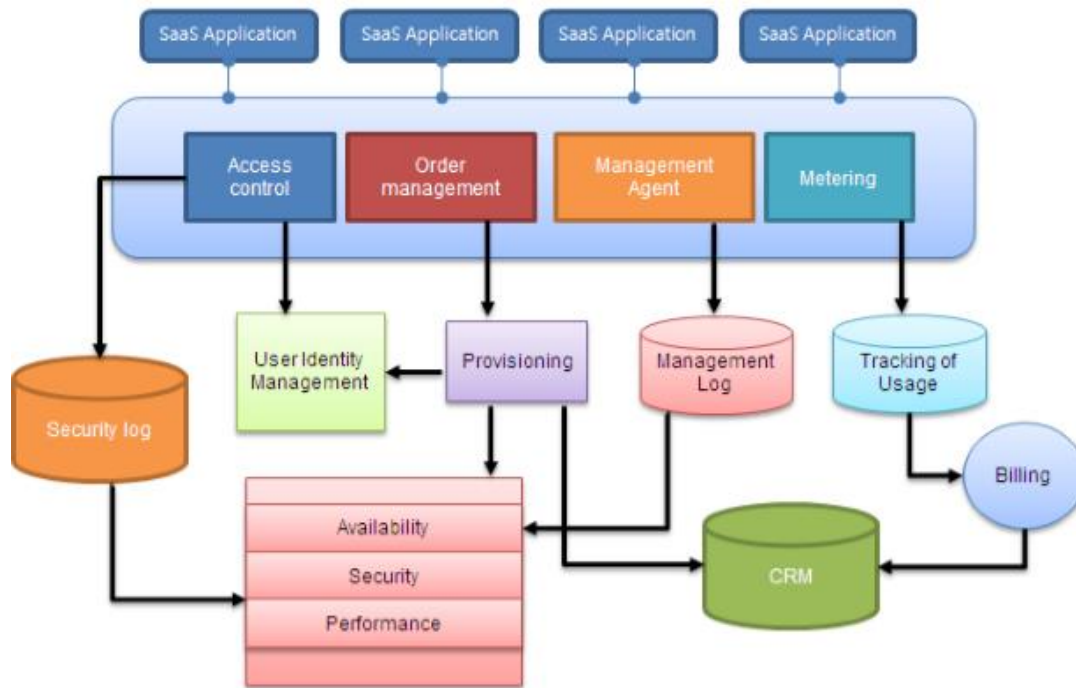 SaaS Application
SaaS Application
SaaS Application
SaaS Application
Access
control
Order
management
Management
Agent
Metering
User Identity
Management
Provisioning
Management
Log
Tracking of
Usage
Security log
Billing
Availability
Security
Performance
CRM